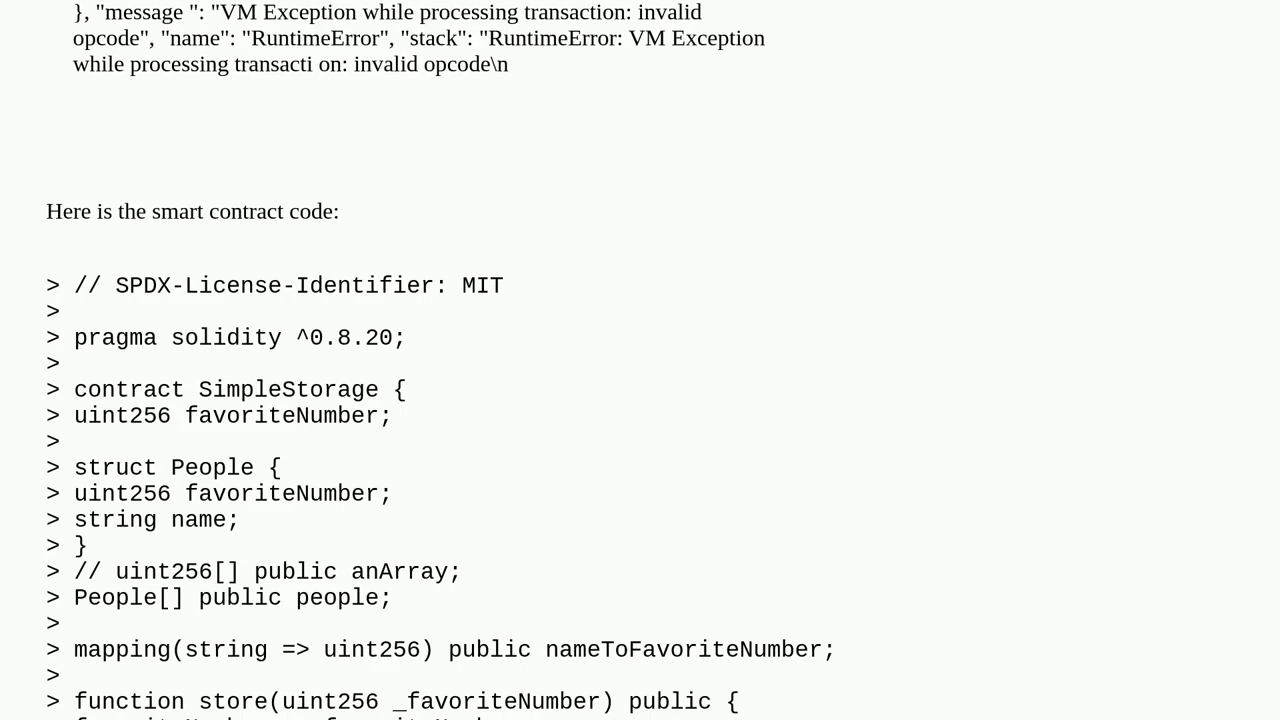 }, "message ": "VM Exception while processing transaction: invalid
opcode", "name": "RuntimeError", "stack": "RuntimeError: VM Exception
while processing transacti on: invalid opcode\n
Here is the smart contract code:
> // SPDX-License-Identifier: MIT
>
> pragma solidity ^0.8.20;
>
> contract SimpleStorage {
> uint256 favoriteNumber;
>
> struct People {
> uint256 favoriteNumber;
> string name;
> }
> // uint256[] public anArray;
> People[] public people;
>
> mapping(string => uint256) public nameToFavoriteNumber;
>
> function store(uint256 _favoriteNumber) public {